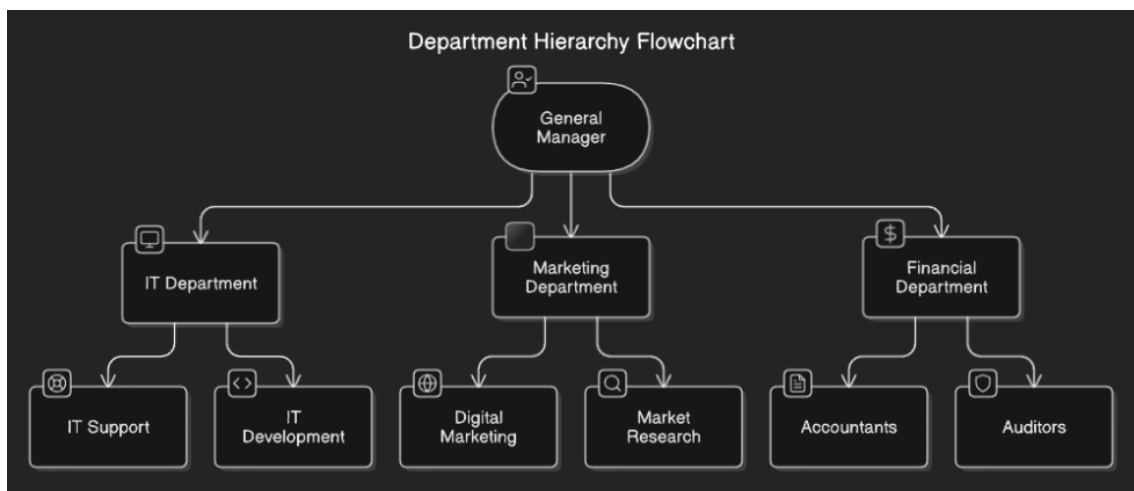 Department Hierarchy Flowchart
General
Manager
IT Department
Marketing
Department
Financial
Department
IT Support
IT
Development
Digital
Marketing
Market
Research
Accountants
Auditors